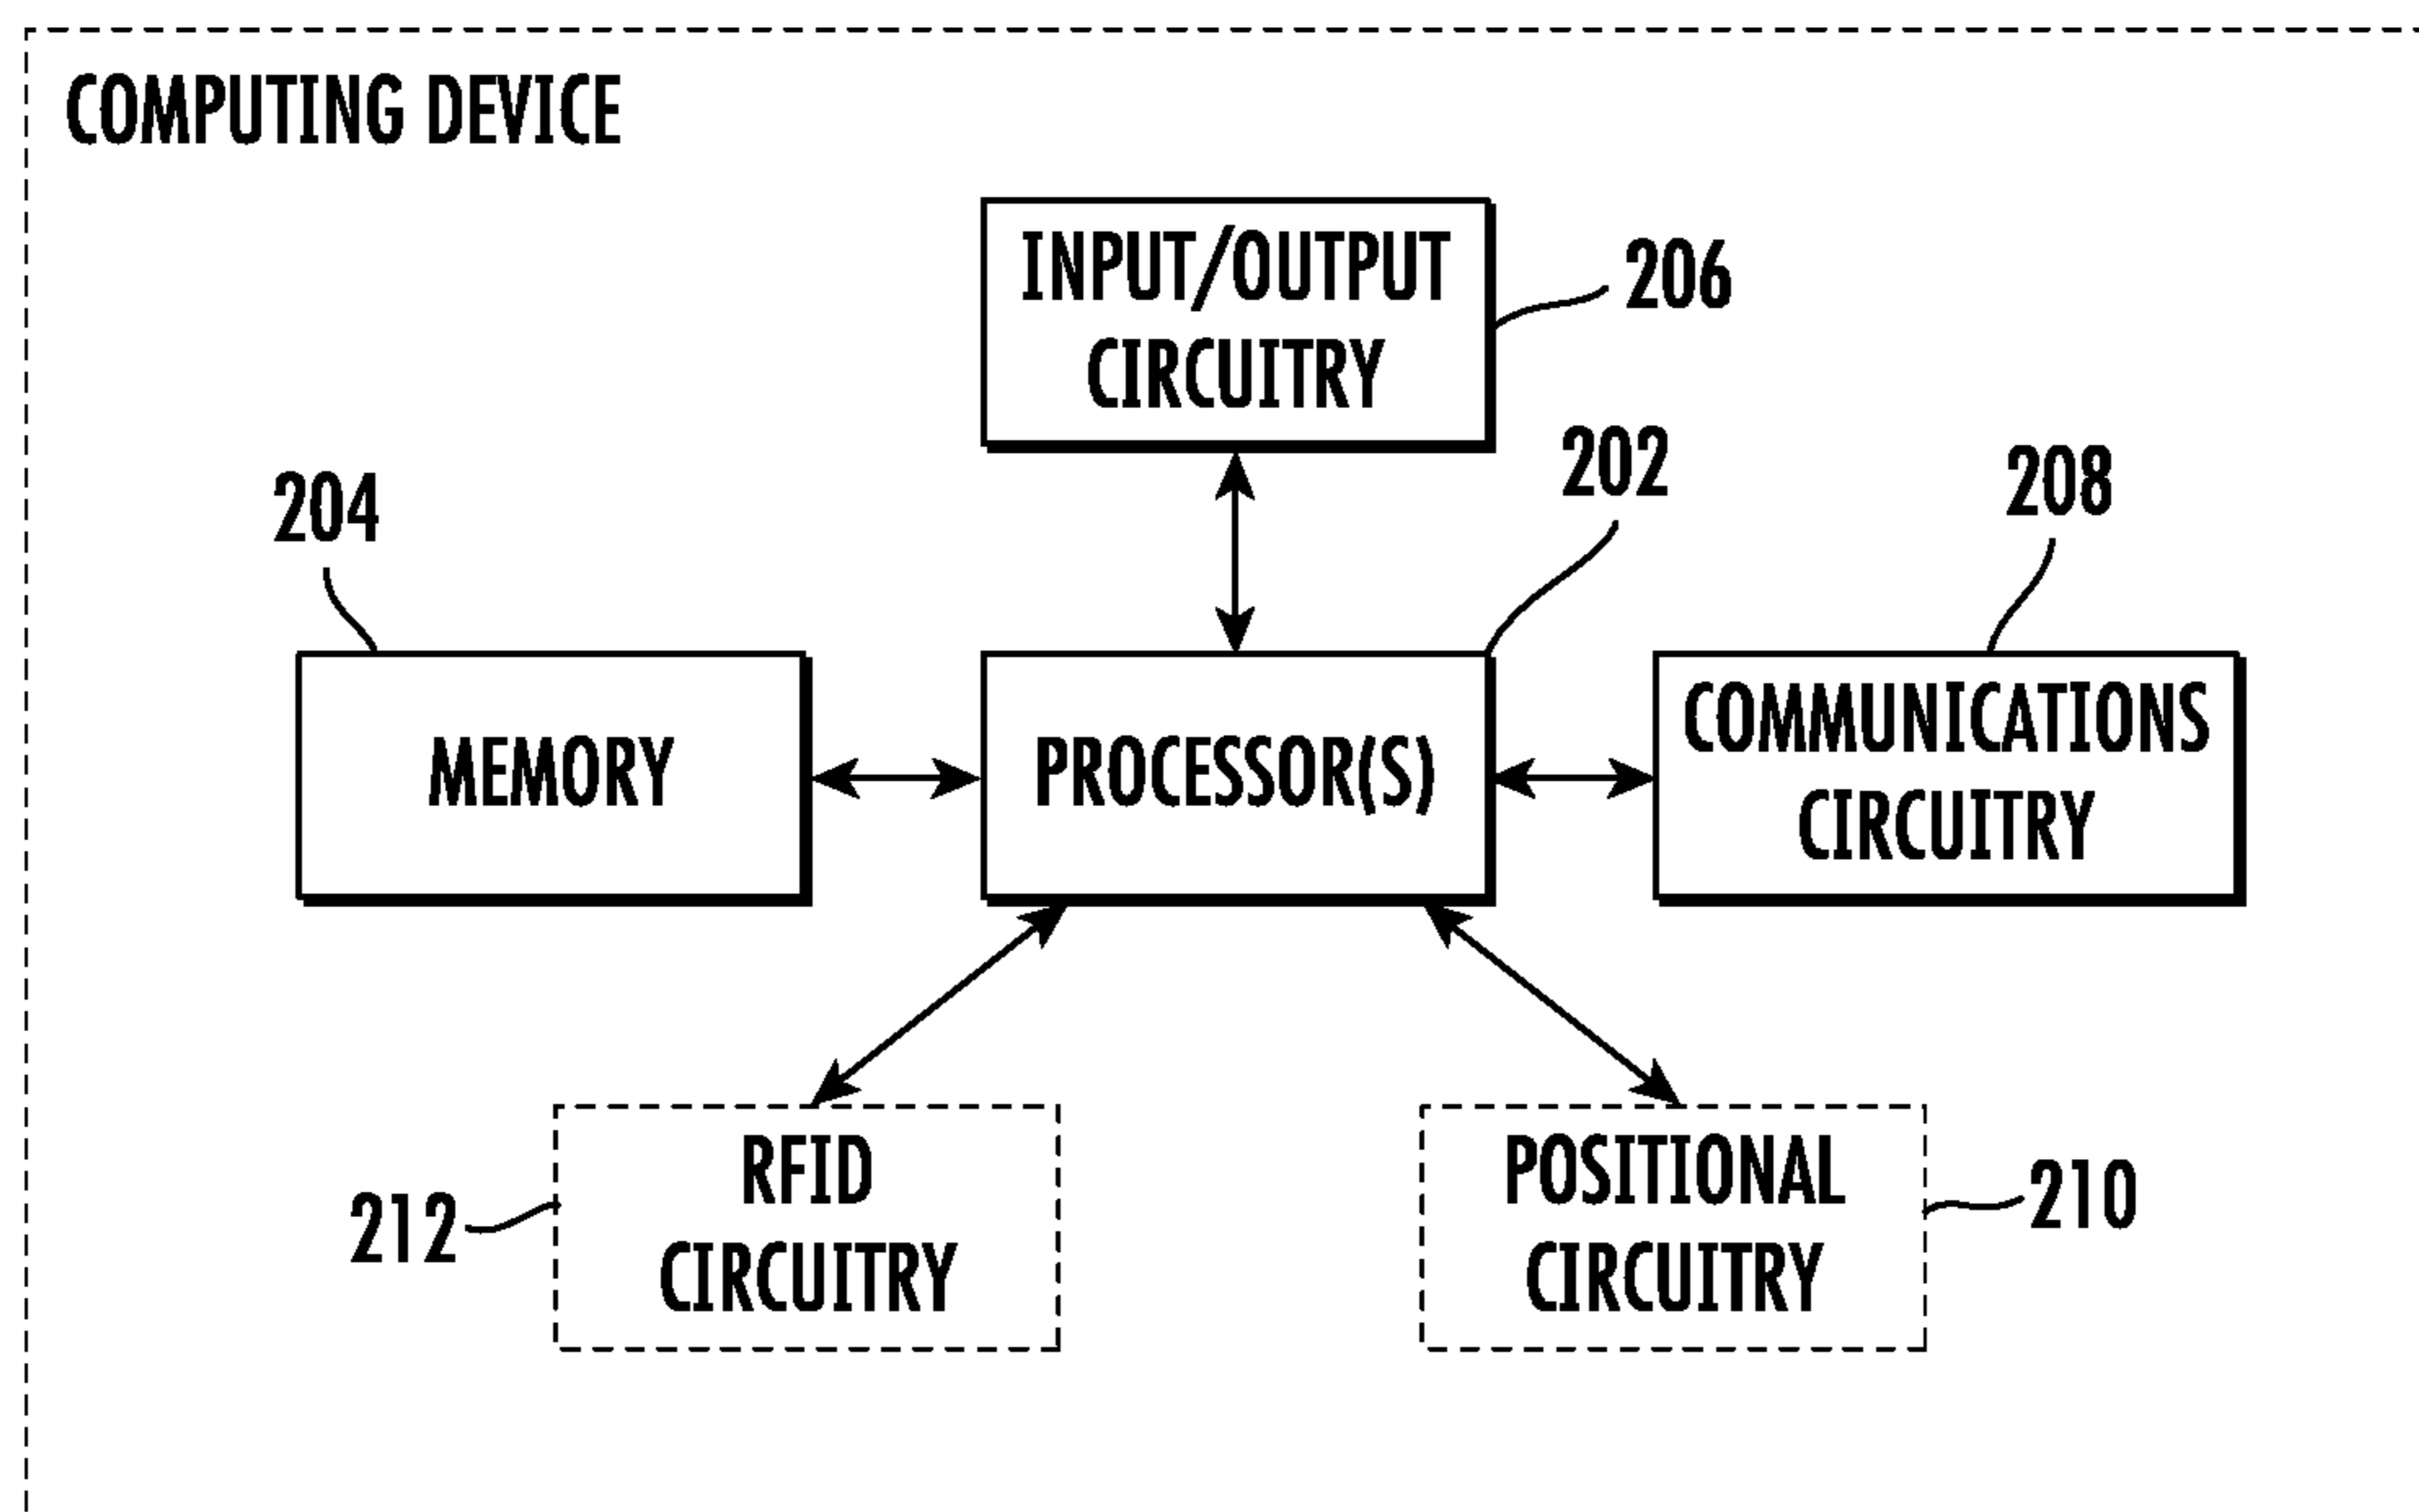 COMPUTING DEVICE
INPUT/OUTPUT
CIRCUITRY
206
202
204
208
MEMORY
PROCESSOR(S)
COMMUNICATIONS
CIRCUITRY
212
RFID
CIRCUITRY
POSITIONAL
CIRCUITRY
210